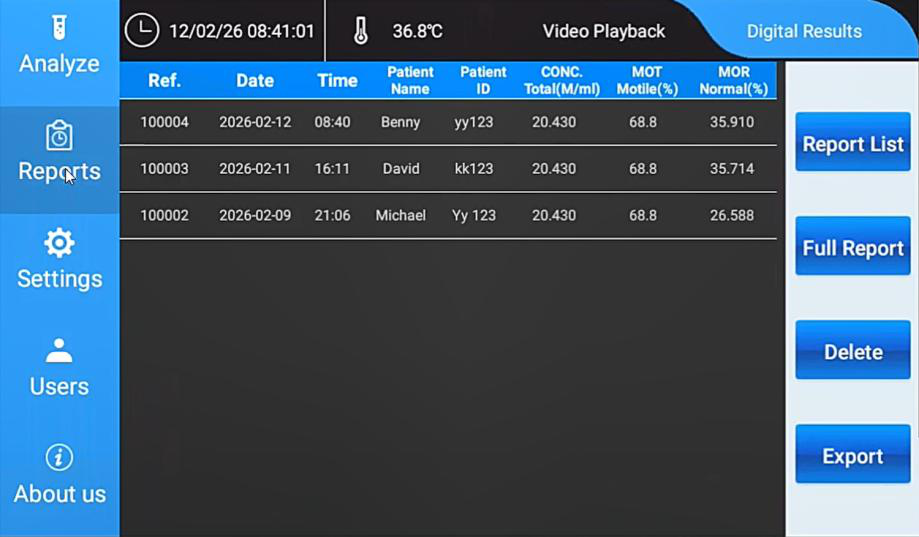 Analyze
Reports
Settings
Users
About us
12/02/26 08:41:01
36.8℃
Video Playback
Digital Results
Ref. Date Time Patient Name Patient ID CONC. Total(M/ml) MOT Motile(%) MOR Normal(%)
100004 2026-02-12 08:40 Benny yy123 20.430 68.8 35.910
100003 2026-02-11 16:11 David kk123 20.430 68.8 35.714
100002 2026-02-09 21:06 Michael Yy 123 20.430 68.8 26.588
Report List
Full Report
Delete
Export